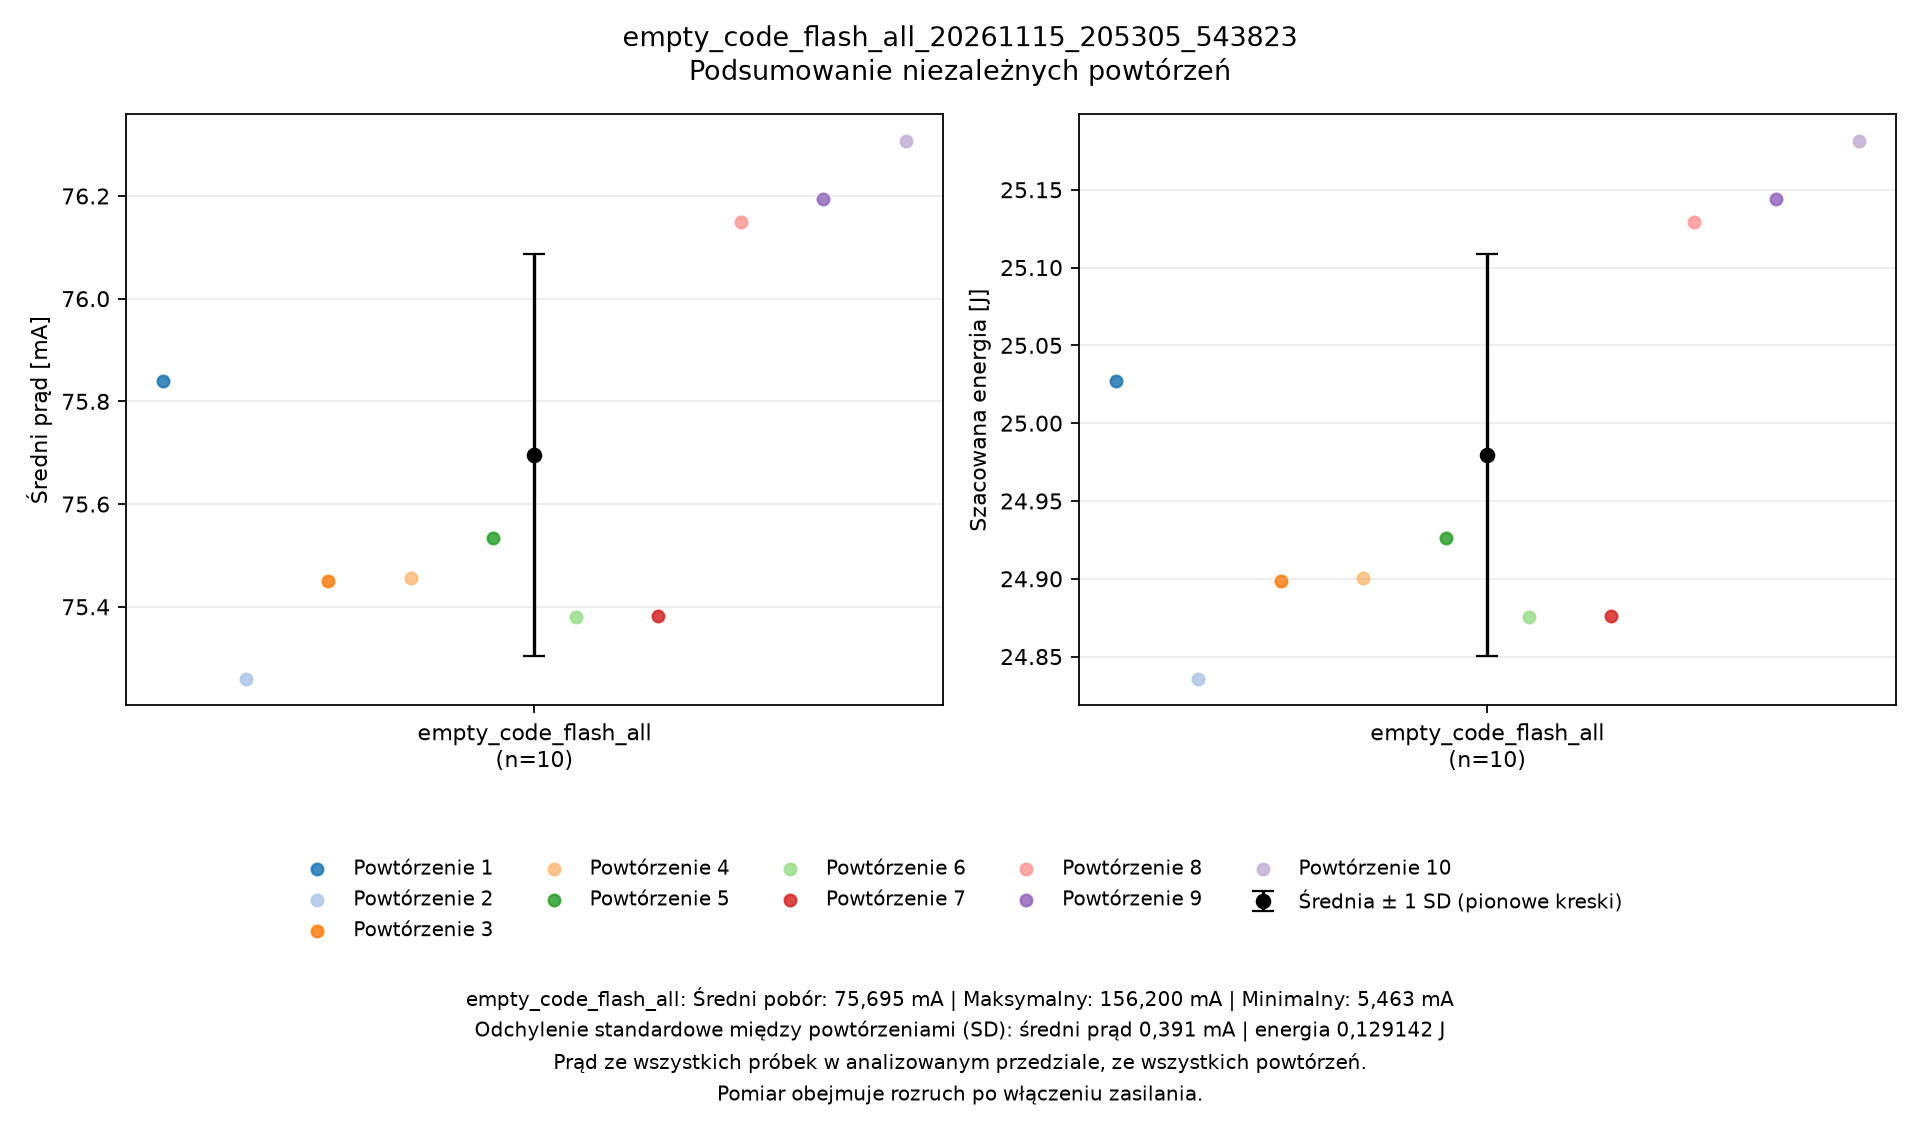 empty_code_flash_all_20261115_205305_543823
Podsumowanie niezależnych powtórzeń
Średni prąd [mA]
76.2
76.0
75.8
75.6
75.4
empty_code_flash_all
(n=10)
Szacowana energia [J]
25.15
25.10
25.05
25.00
24.95
24.90
24.85
empty_code_flash_all
(n=10)
Powtórzenie 1
Powtórzenie 2
Powtórzenie 3
Powtórzenie 4
Powtórzenie 5
Powtórzenie 6
Powtórzenie 7
Powtórzenie 8
Powtórzenie 9
Powtórzenie 10
Średnia ± 1 SD (pionowe kreski)
empty_code_flash_all: Średni pobór: 75,695 mA | Maksymalny: 156,200 mA | Minimalny: 5,463 mA
Odchylenie standardowe między powtórzeniami (SD): średni prąd 0,391 mA | energia 0,129142 J
Prąd ze wszystkich próbek w analizowanym przedziale, ze wszystkich powtórzeń.
Pomiar obejmuje rozruch po włączeniu zasilania.